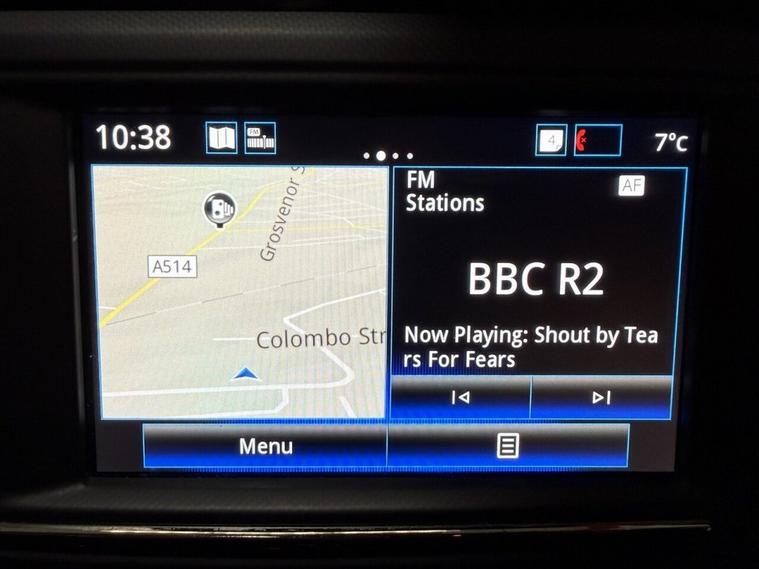 10:38
FM
4
7°c
Grosvenor S
A514
Colombo Str
FM
Stations
AF
BBC R2
Now Playing: Shout by Tea
rs For Fears
Menu